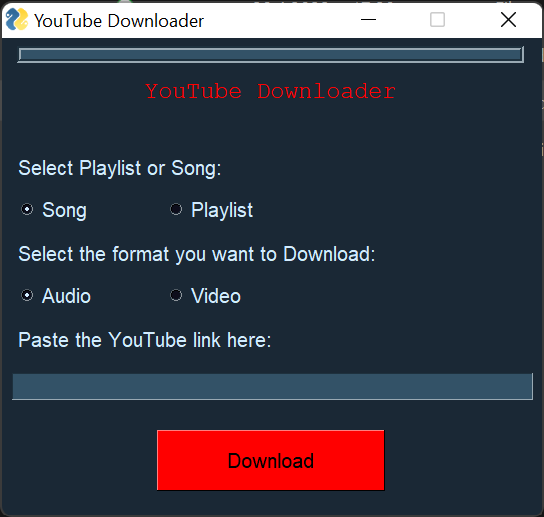 YouTube Downloader
YouTube Downloader
Select Playlist or Song:
Song Playlist
Select the format you want to Download:
Audio Video
Paste the YouTube link here:
Download